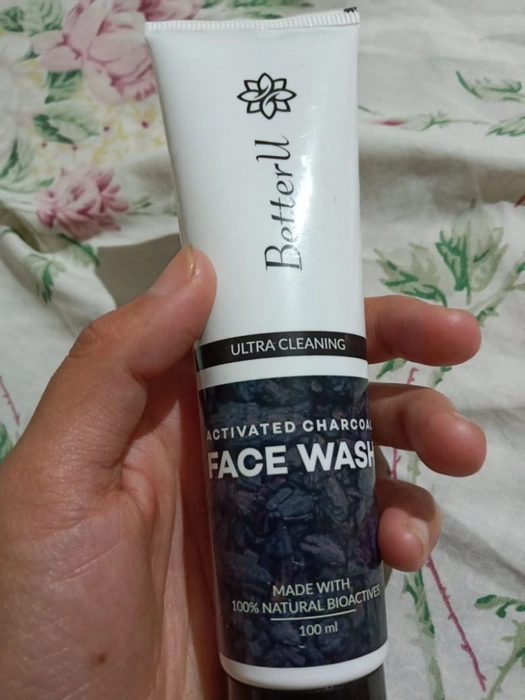 BetterU
ULTRA CLEANING
ACTIVATED CHARCOAL
FACE WASH
MADE WITH
100% NATURAL BIOACTIVES
100 ml